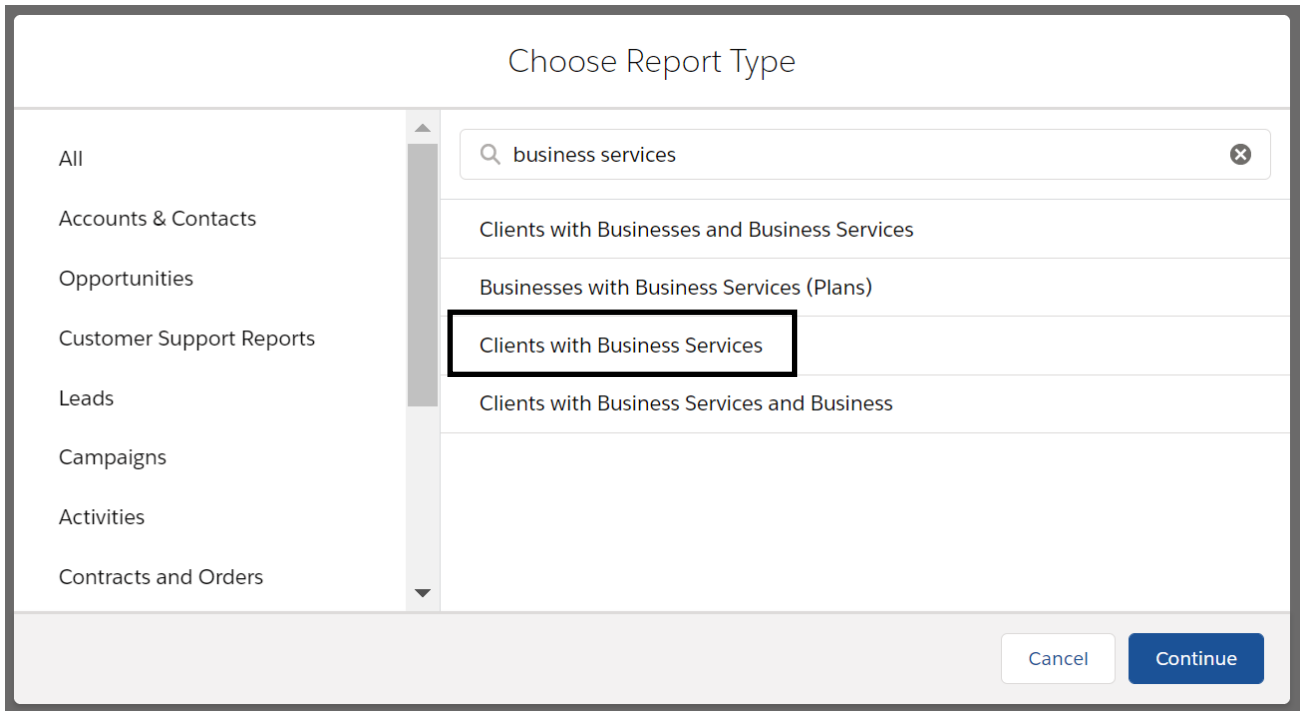 Choose Report Type
All
Accounts & Contacts
Opportunities
Customer Support Reports
Leads
Campaigns
Activities
Contracts and Orders
business services
Clients with Businesses and Business Services
Businesses with Business Services (Plans)
Clients with Business Services
Clients with Business Services and Business
Cancel
Continue